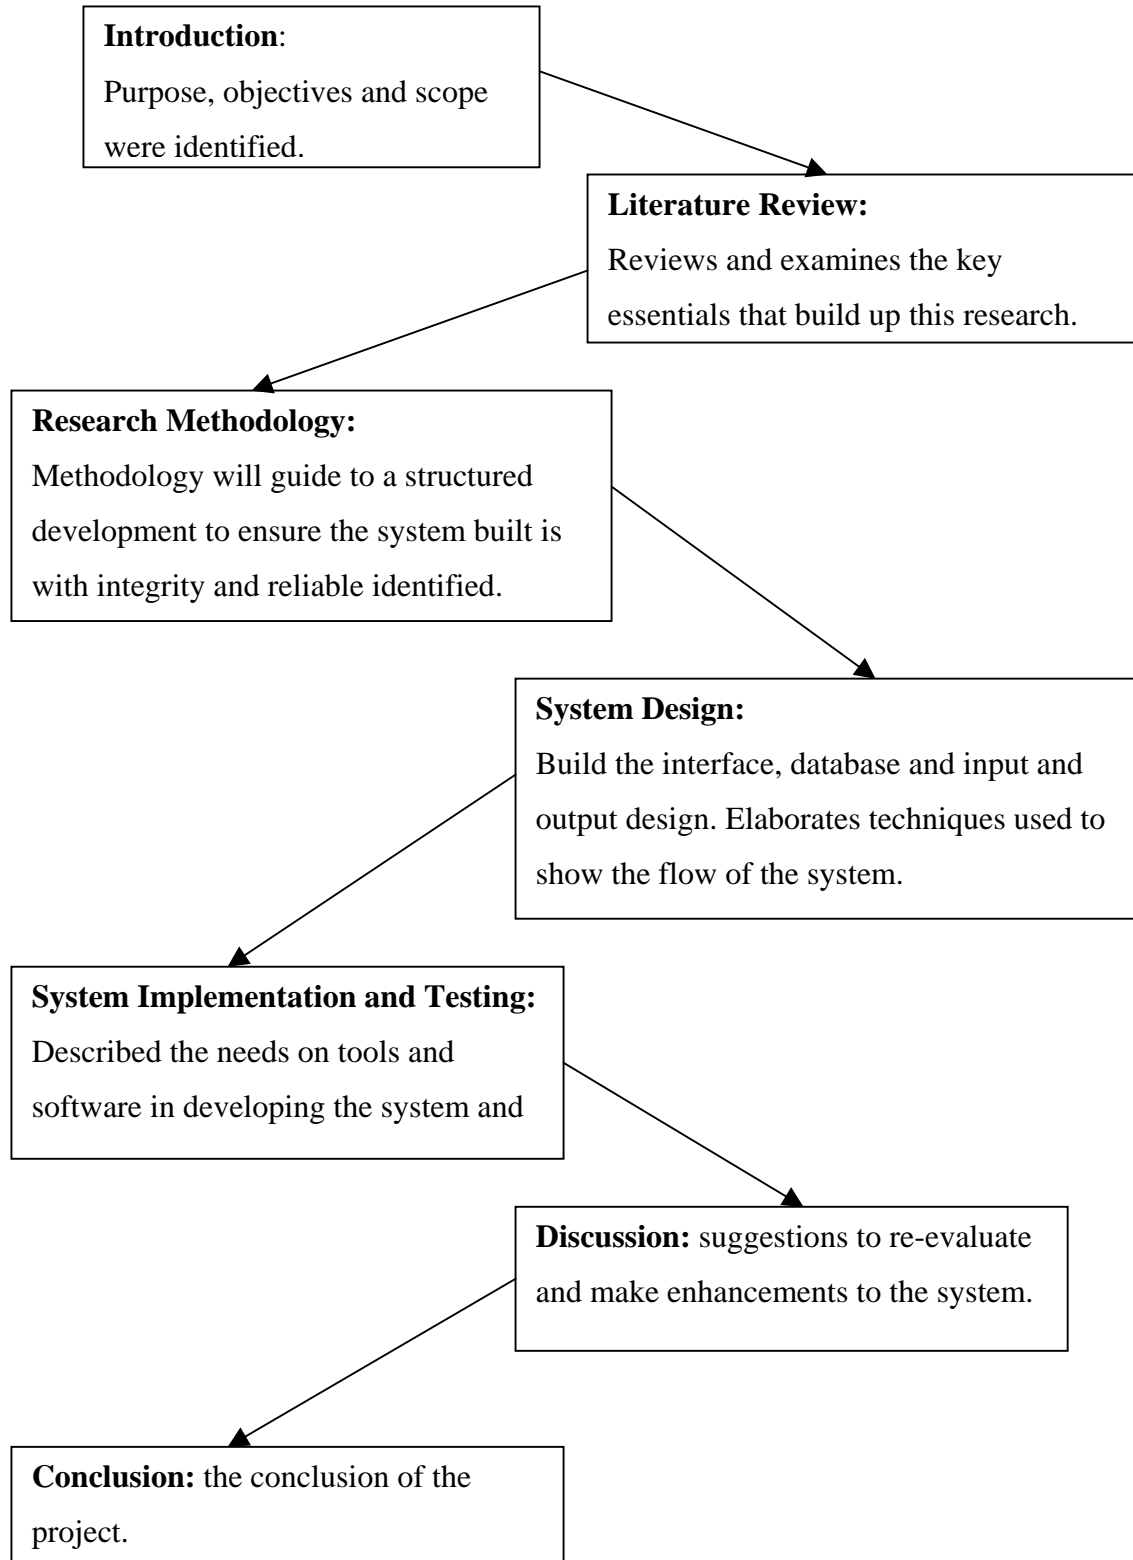 Introduction:
Purpose, objectives and scope
were identified.
Literature Review:
Reviews and examines the key
essentials that build up this research.
Research Methodology:
Methodology will guide to a structured
development to ensure the system built is
with integrity and reliable identified.
System Design:
Build the interface, database and input and
output design. Elaborates techniques used to
show the flow of the system.
System Implementation and Testing:
Described the needs on tools and
software in developing the system and
Discussion: suggestions to re-evaluate
and make enhancements to the system.
Conclusion: the conclusion of the
project.